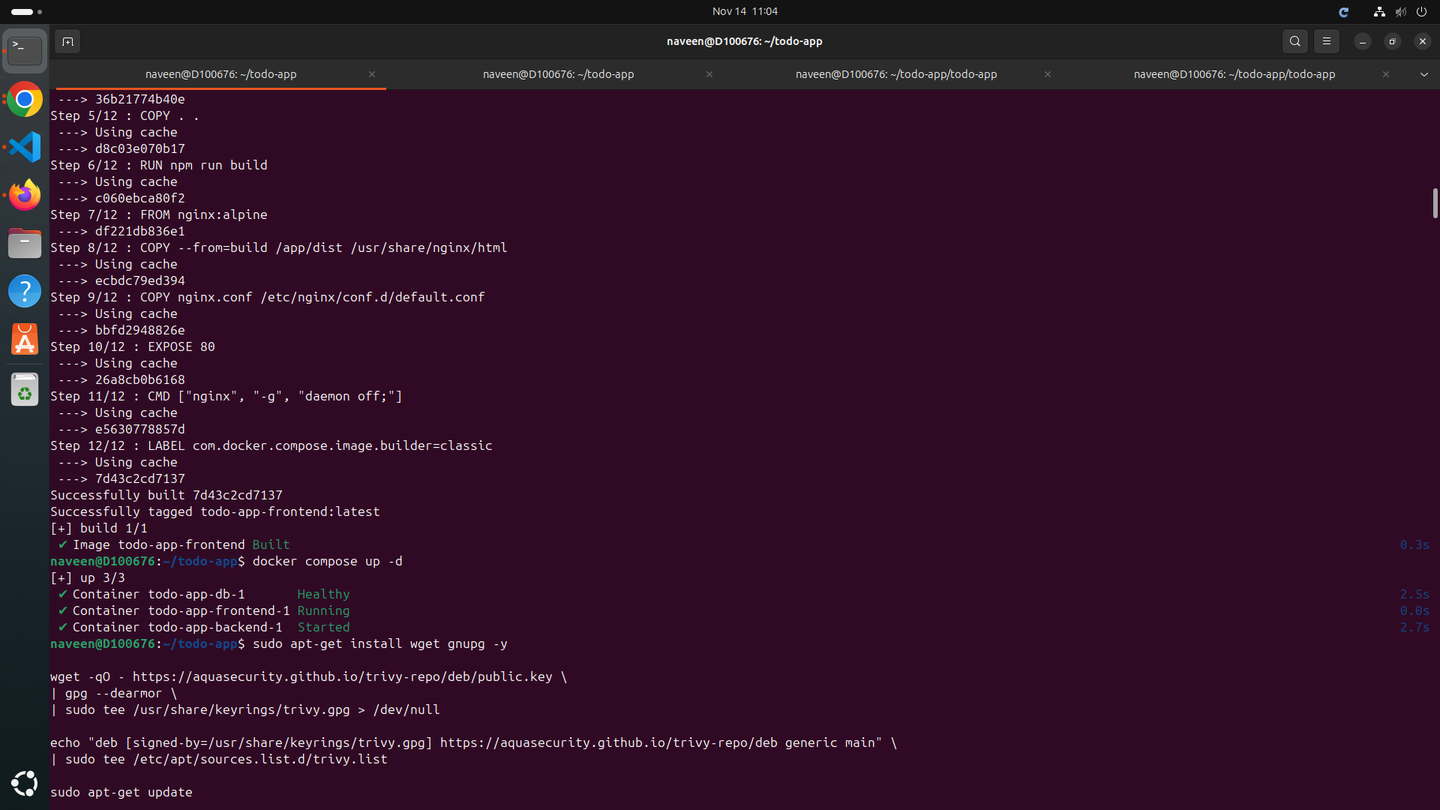 Nov 14 11:04
naveen@D100676: ~/todo-app
naveen@D100676: ~/todo-app
naveen@D100676: ~/todo-app
naveen@D100676: ~/todo-app/todo-app
naveen@D100676: ~/todo-app/todo-app
---> 36b21774b40e
Step 5/12 : COPY . .
---> Using cache
---> d8c03e070b17
Step 6/12 : RUN npm run build
---> Using cache
---> c060ebca80f2
Step 7/12 : FROM nginx:alpine
---> df221db836e1
Step 8/12 : COPY --from=build /app/dist /usr/share/nginx/html
---> Using cache
---> ecbdc79ed394
Step 9/12 : COPY nginx.conf /etc/nginx/conf.d/default.conf
---> Using cache
---> bbfd2948826e
Step 10/12 : EXPOSE 80
---> Using cache
---> 26a8cb0b6168
Step 11/12 : CMD ["nginx", "-g", "daemon off;"]
---> Using cache
---> e5630778857d
Step 12/12 : LABEL com.docker.compose.image.builder=classic
---> Using cache
---> 7d43c2cd7137
Successfully built 7d43c2cd7137
Successfully tagged todo-app-frontend:latest
[+] build 1/1
✔ Image todo-app-frontend Built 0.3s
naveen@D100676:~/todo-app$ docker compose up -d
[+] up 3/3
✔ Container todo-app-db-1 Healthy 2.5s
✔ Container todo-app-frontend-1 Running 0.0s
✔ Container todo-app-backend-1 Started 2.7s
naveen@D100676:~/todo-app$ sudo apt-get install wget gnupg -y
wget -qO - https://aquasecurity.github.io/trivy-repo/deb/public.key \
| gpg --dearmor \
| sudo tee /usr/share/keyrings/trivy.gpg > /dev/null
echo "deb [signed-by=/usr/share/keyrings/trivy.gpg] https://aquasecurity.github.io/trivy-repo/deb generic main" \
| sudo tee /etc/apt/sources.list.d/trivy.list
sudo apt-get update